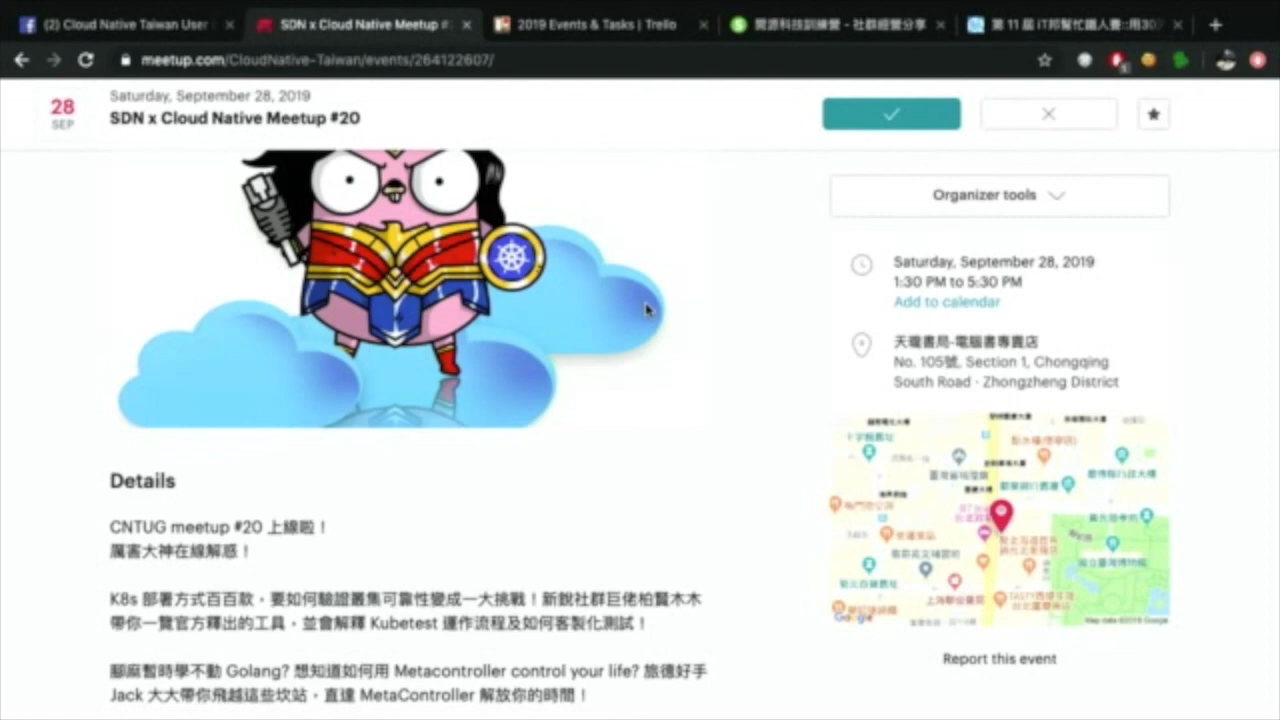 (2) Cloud Native Taiwan User
SDN x Cloud Native Meetup #2
2019 Events & Tasks | Trello
開源科技訓練營 - 社群經營分享
第 11 屆 iT邦幫忙鐵人賽::用30
meetup.com/CloudNative-Taiwan/events/264122607/
28
SEP
Saturday, September 28, 2019
SDN x Cloud Native Meetup #20
Organizer tools
Saturday, September 28, 2019
1:30 PM to 5:30 PM
Add to calendar
天瓏書局-電腦書專賣店
No. 105號, Section 1, Chongqing
South Road · Zhongzheng District
Google
Map data ©2019 Google
Report this event
Details
CNTUG meetup #20 上線啦！
厲害大神在線解惑！
K8s 部署方式百百款，要如何驗證叢集可靠性變成一大挑戰！新銳社群巨佬柏賢木木
帶你一覽官方釋出的工具，並會解釋 Kubetest 運作流程及如何客製化測試！
腳麻暫時學不動 Golang? 想知道如何用 Metacontroller control your life? 旅德好手
Jack 大大帶你飛越這些坎站，直達 MetaController 解放你的時間！